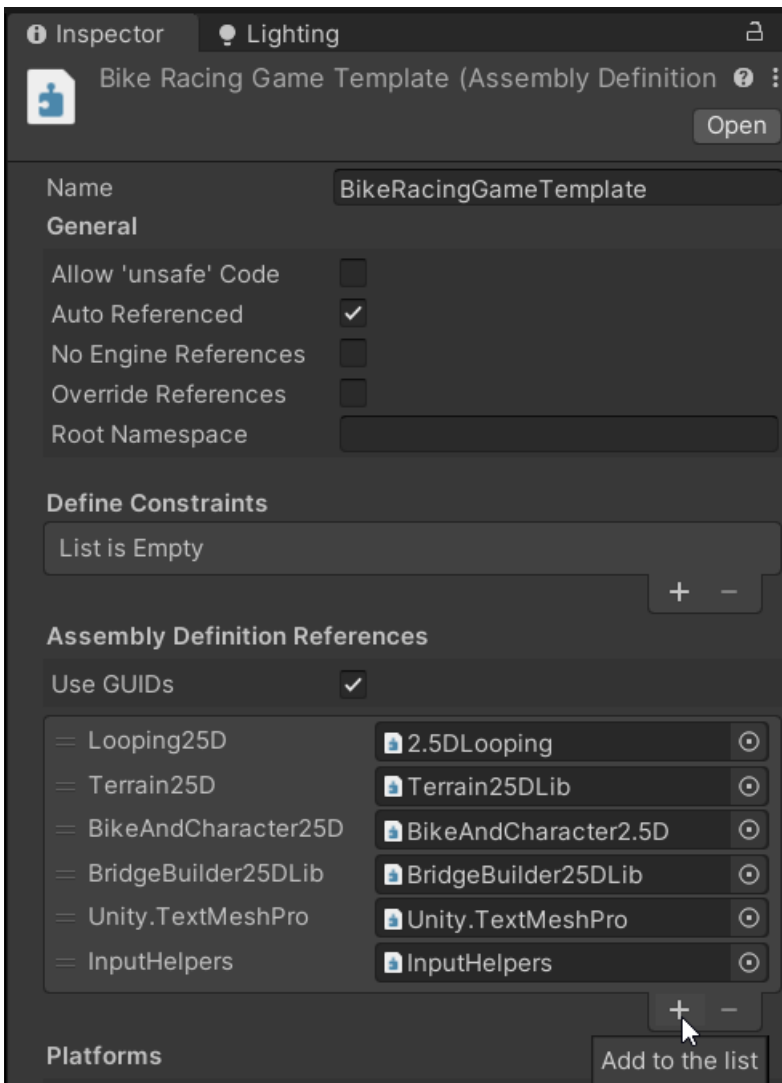 Inspector Lighting
Bike Racing Game Template (Assembly Definition
Open
Name BikeRacingGameTemplate
General
Allow 'unsafe' Code
Auto Referenced
No Engine References
Override References
Root Namespace
Define Constraints
List is Empty
+ −
Assembly Definition References
Use GUIDs
Looping25D 2.5DLooping
Terrain25D Terrain25DLib
BikeAndCharacter25D BikeAndCharacter2.5D
BridgeBuilder25DLib BridgeBuilder25DLib
Unity.TextMeshPro Unity.TextMeshPro
InputHelpers InputHelpers
+ −
Platforms Add to the list